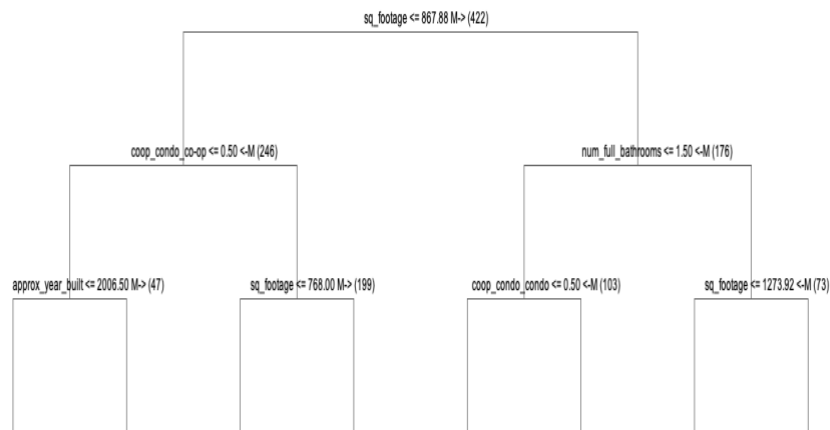 sq_footage <= 867.88 M-> (422)
coop_condo_co-op <= 0.50 <-M (246)
num_full_bathrooms <= 1.50 <-M (176)
approx_year_built <= 2006.50 M-> (47)
sq_footage <= 768.00 M-> (199)
coop_condo_condo <= 0.50 <-M (103)
sq_footage <= 1273.92 <-M (73)